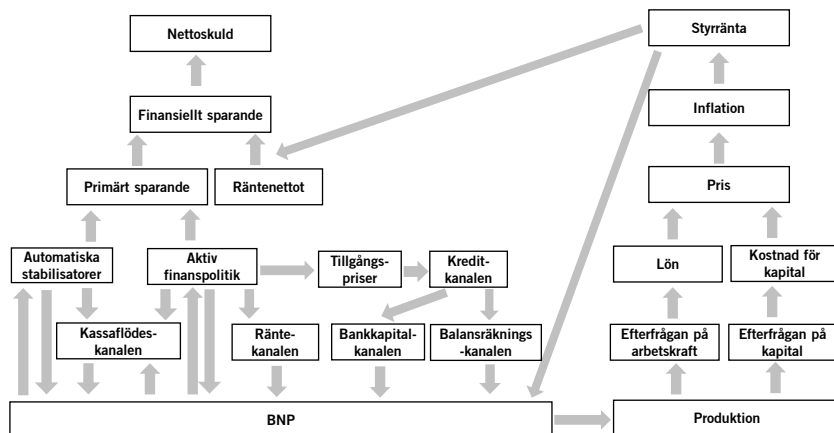 Nettoskuld
Styrränta
Finansiellt sparande
Inflation
Primärt sparande
Räntenettot
Pris
Automatiska
stabilisatorer
Aktiv
finanspolitik
Tillgångs-
priser
Kredit-
kanalen
Lön
Kostnad för
kapital
Kassaflödes-
kanalen
Ränte-
kanalen
Bankkapital-
kanalen
Balansräknings
-kanalen
Efterfrågan på
arbetskraft
Efterfrågan på
kapital
BNP
Produktion